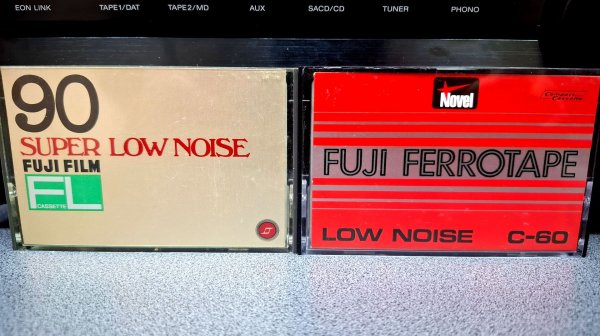 EON LINK TAPE1/DAT TAPE2/MD AUX SACD/CD TUNER PHONO
90
SUPER LOW NOISE
FUJI FILM
FL
CASSETTE
Novel
FUJI FERROTAPE
LOW NOISE C-60